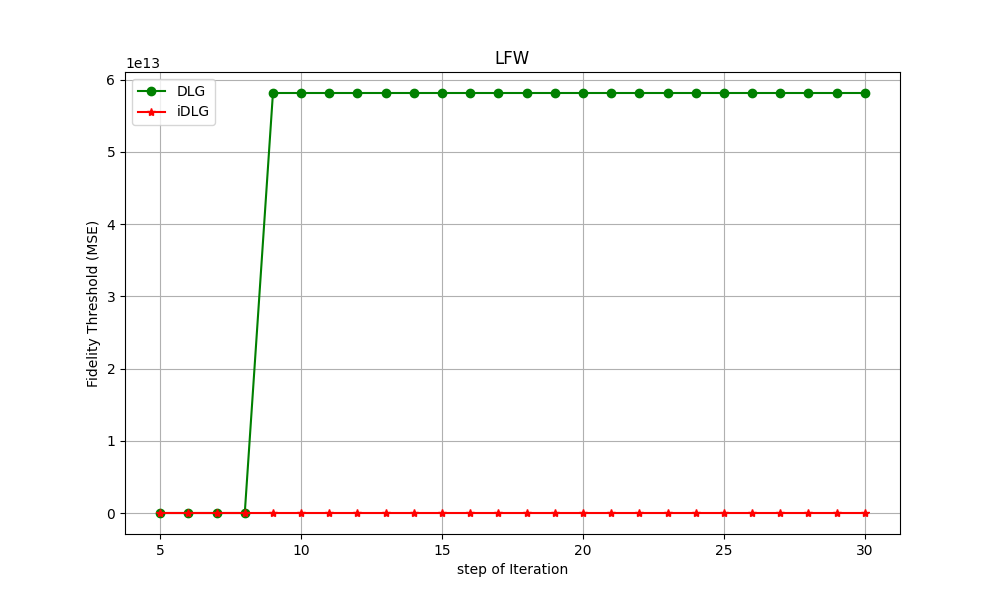 LFW
1e13
DLG
iDLG
6
5
4
3
2
1
0
Fidelity Threshold (MSE)
5 10 15 20 25 30
step of Iteration